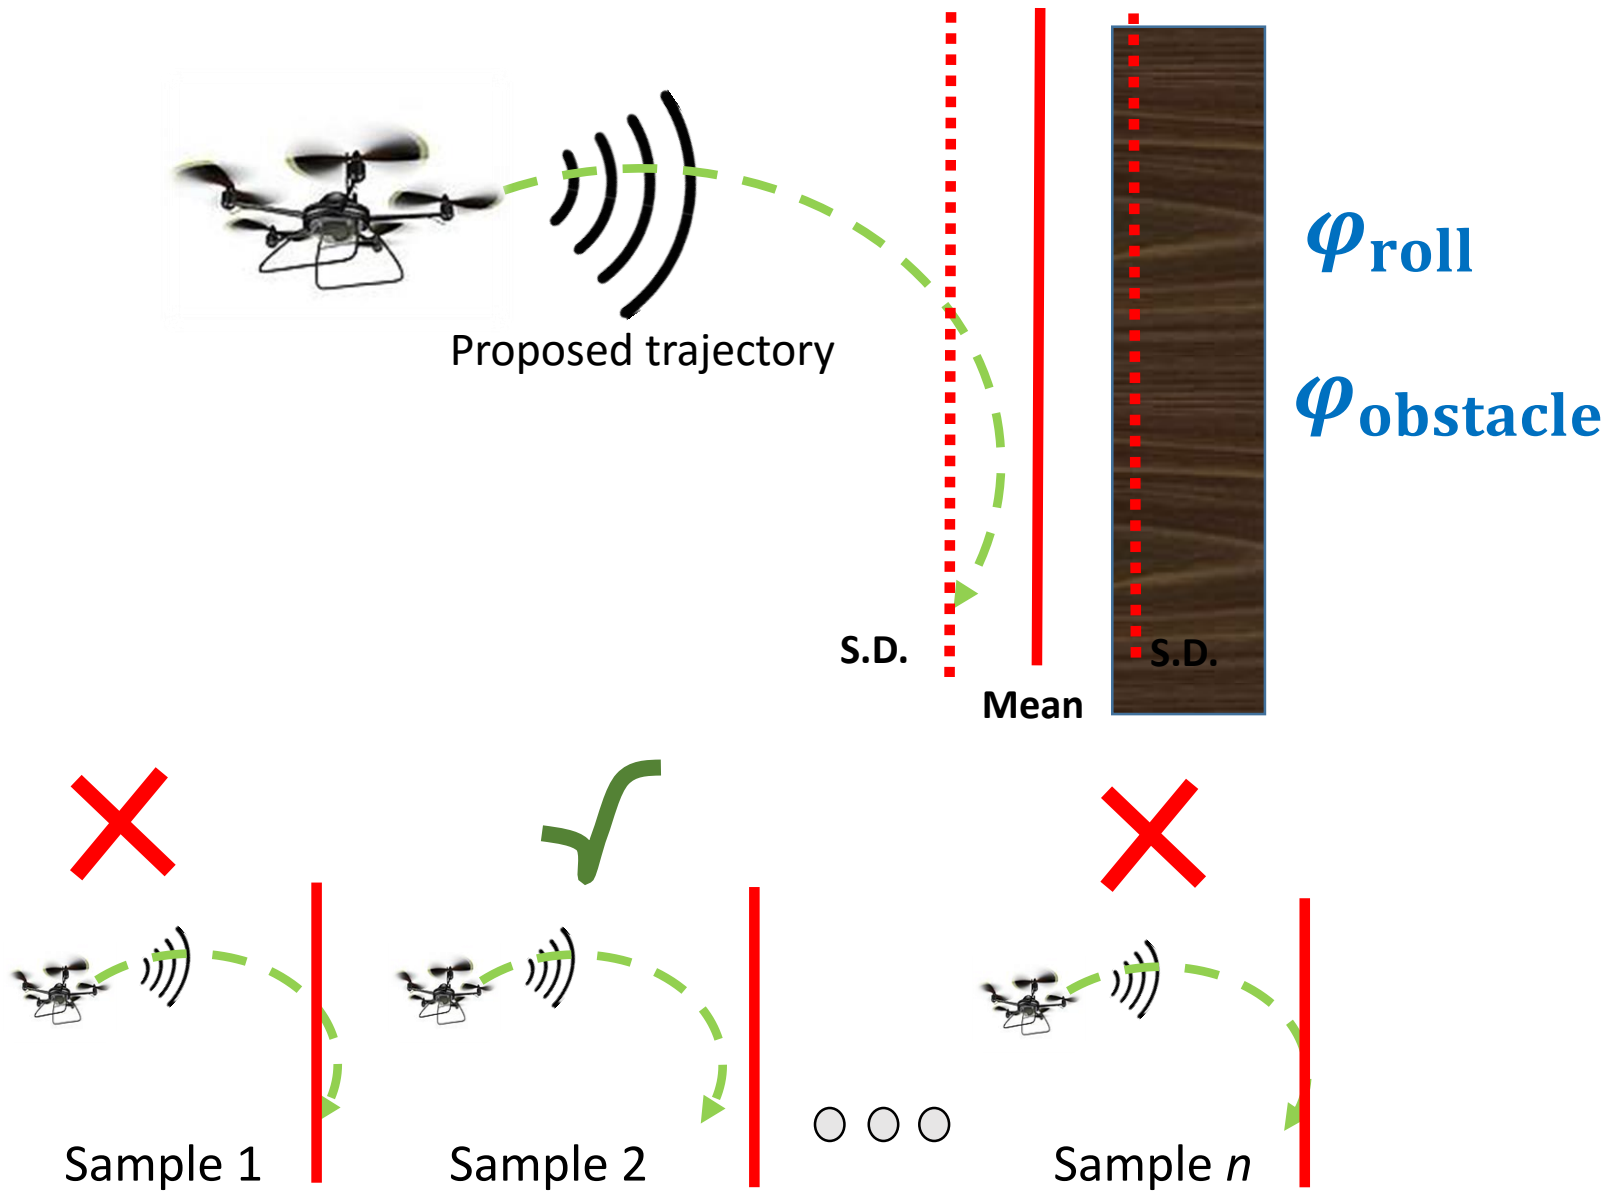 φroll
Proposed trajectory
φobstacle
S.D.
S.D.
Mean
Sample 1
Sample 2
Sample n